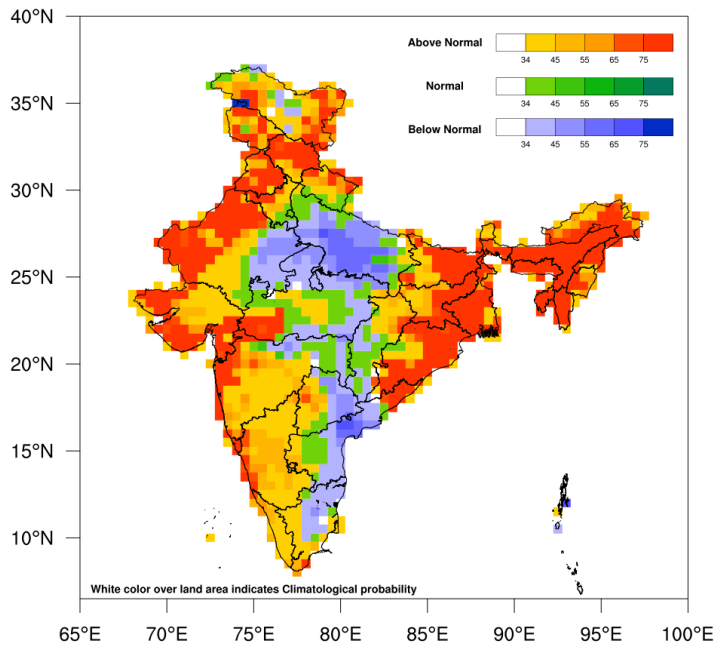 40°N
Above Normal
34 45 55 65 75
Normal
34 45 55 65 75
35°N
Below Normal
34 45 55 65 75
30°N
25°N
20°N
15°N
10°N
White color over land area indicates Climatological probability
65°E 70°E 75°E 80°E 85°E 90°E 95°E 100°E